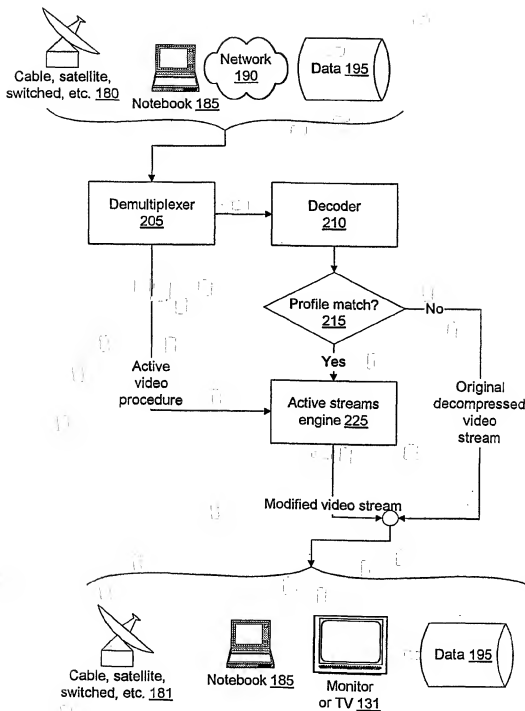 Cable, satellite,
switched, etc. 180
Notebook 185
Network
190
Data 195
Demultiplexer
205
Decoder
210
Profile match?
215
No
Yes
Active
video
procedure
Active streams
engine 225
Original
decompressed
video
stream
Modified video stream
Cable, satellite,
switched, etc. 181
Notebook 185
Monitor
or TV 131
Data 195